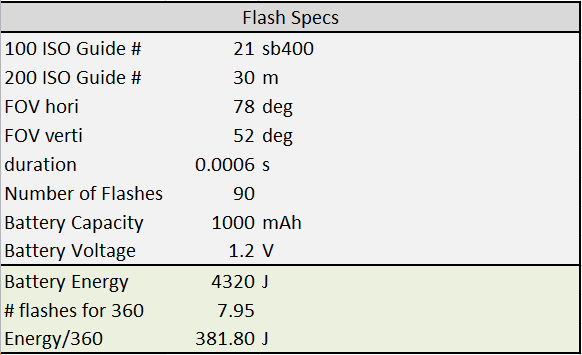 Flash Specs
100 ISO Guide # 21 sb400
200 ISO Guide # 30 m
FOV hori 78 deg
FOV verti 52 deg
duration 0.0006 s
Number of Flashes 90
Battery Capacity 1000 mAh
Battery Voltage 1.2 V
Battery Energy 4320 J
# flashes for 360 7.95
Energy/360 381.80 J